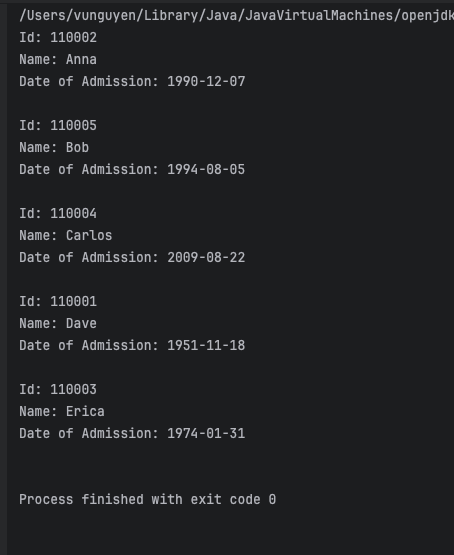 /Users/vunguyen/Library/Java/JavaVirtualMachines/openjdk
Id: 110002
Name: Anna
Date of Admission: 1990-12-07
Id: 110005
Name: Bob
Date of Admission: 1994-08-05
Id: 110004
Name: Carlos
Date of Admission: 2009-08-22
Id: 110001
Name: Dave
Date of Admission: 1951-11-18
Id: 110003
Name: Erica
Date of Admission: 1974-01-31
Process finished with exit code 0